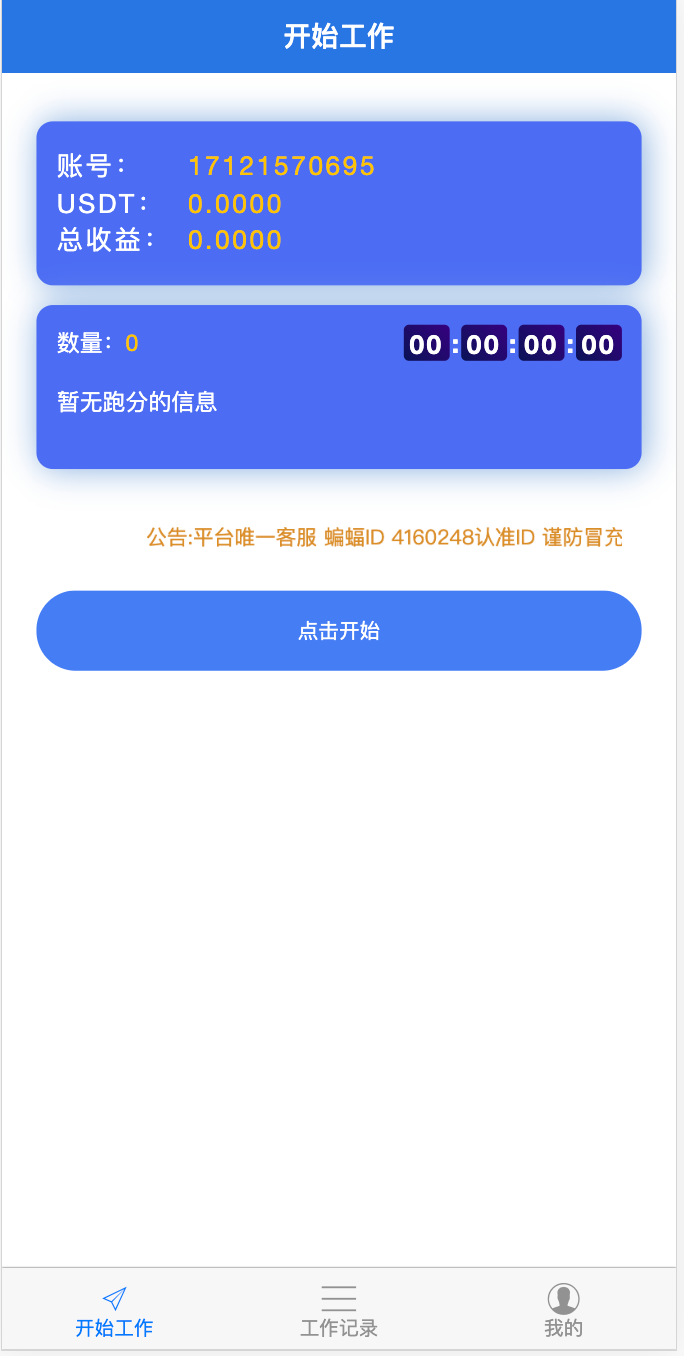 开始工作
账号： 17121570695
USDT： 0.0000
总收益： 0.0000
数量：0 00:00:00:00
暂无跑分的信息
公告:平台唯一客服 蝙蝠ID 4160248认准ID 谨防冒充
点击开始
开始工作 工作记录 我的